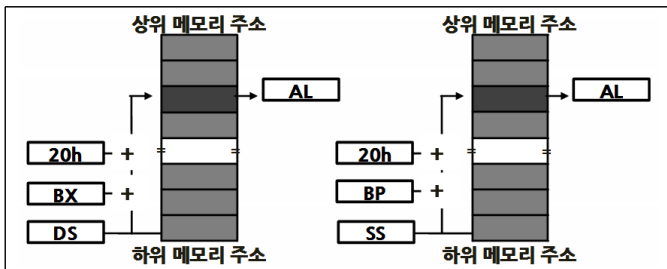 상위 메모리 주소
AL
20h
+
=
=
BX
+
DS
하위 메모리 주소
상위 메모리 주소
AL
20h
+
=
=
BP
+
SS
하위 메모리 주소